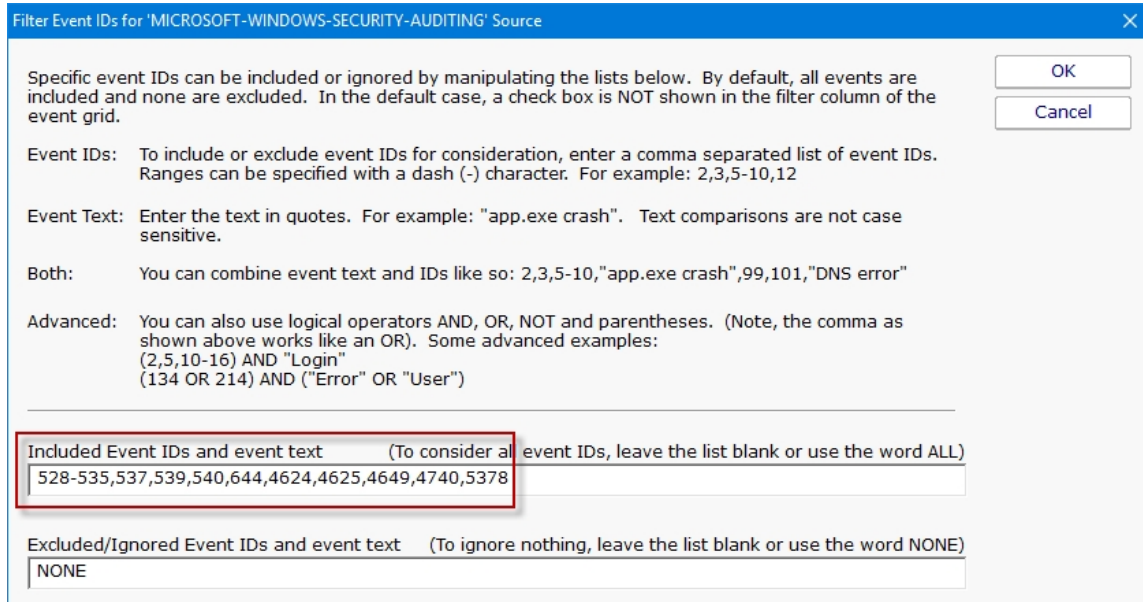 Filter Event IDs for 'MICROSOFT-WINDOWS-SECURITY-AUDITING' Source
Specific event IDs can be included or ignored by manipulating the lists below. By default, all events are
included and none are excluded. In the default case, a check box is NOT shown in the filter column of the
event grid.
OK
Cancel
Event IDs: To include or exclude event IDs for consideration, enter a comma separated list of event IDs.
Ranges can be specified with a dash (-) character. For example: 2,3,5-10,12
Event Text: Enter the text in quotes. For example: "app.exe crash". Text comparisons are not case
sensitive.
Both: You can combine event text and IDs like so: 2,3,5-10,"app.exe crash",99,101,"DNS error"
Advanced: You can also use logical operators AND, OR, NOT and parentheses. (Note, the comma as
shown above works like an OR). Some advanced examples:
(2,5,10-16) AND "Login"
(134 OR 214) AND ("Error" OR "User")
Included Event IDs and event text (To consider all event IDs, leave the list blank or use the word ALL)
528-535,537,539,540,644,4624,4625,4649,4740,5378
Excluded/Ignored Event IDs and event text (To ignore nothing, leave the list blank or use the word NONE)
NONE